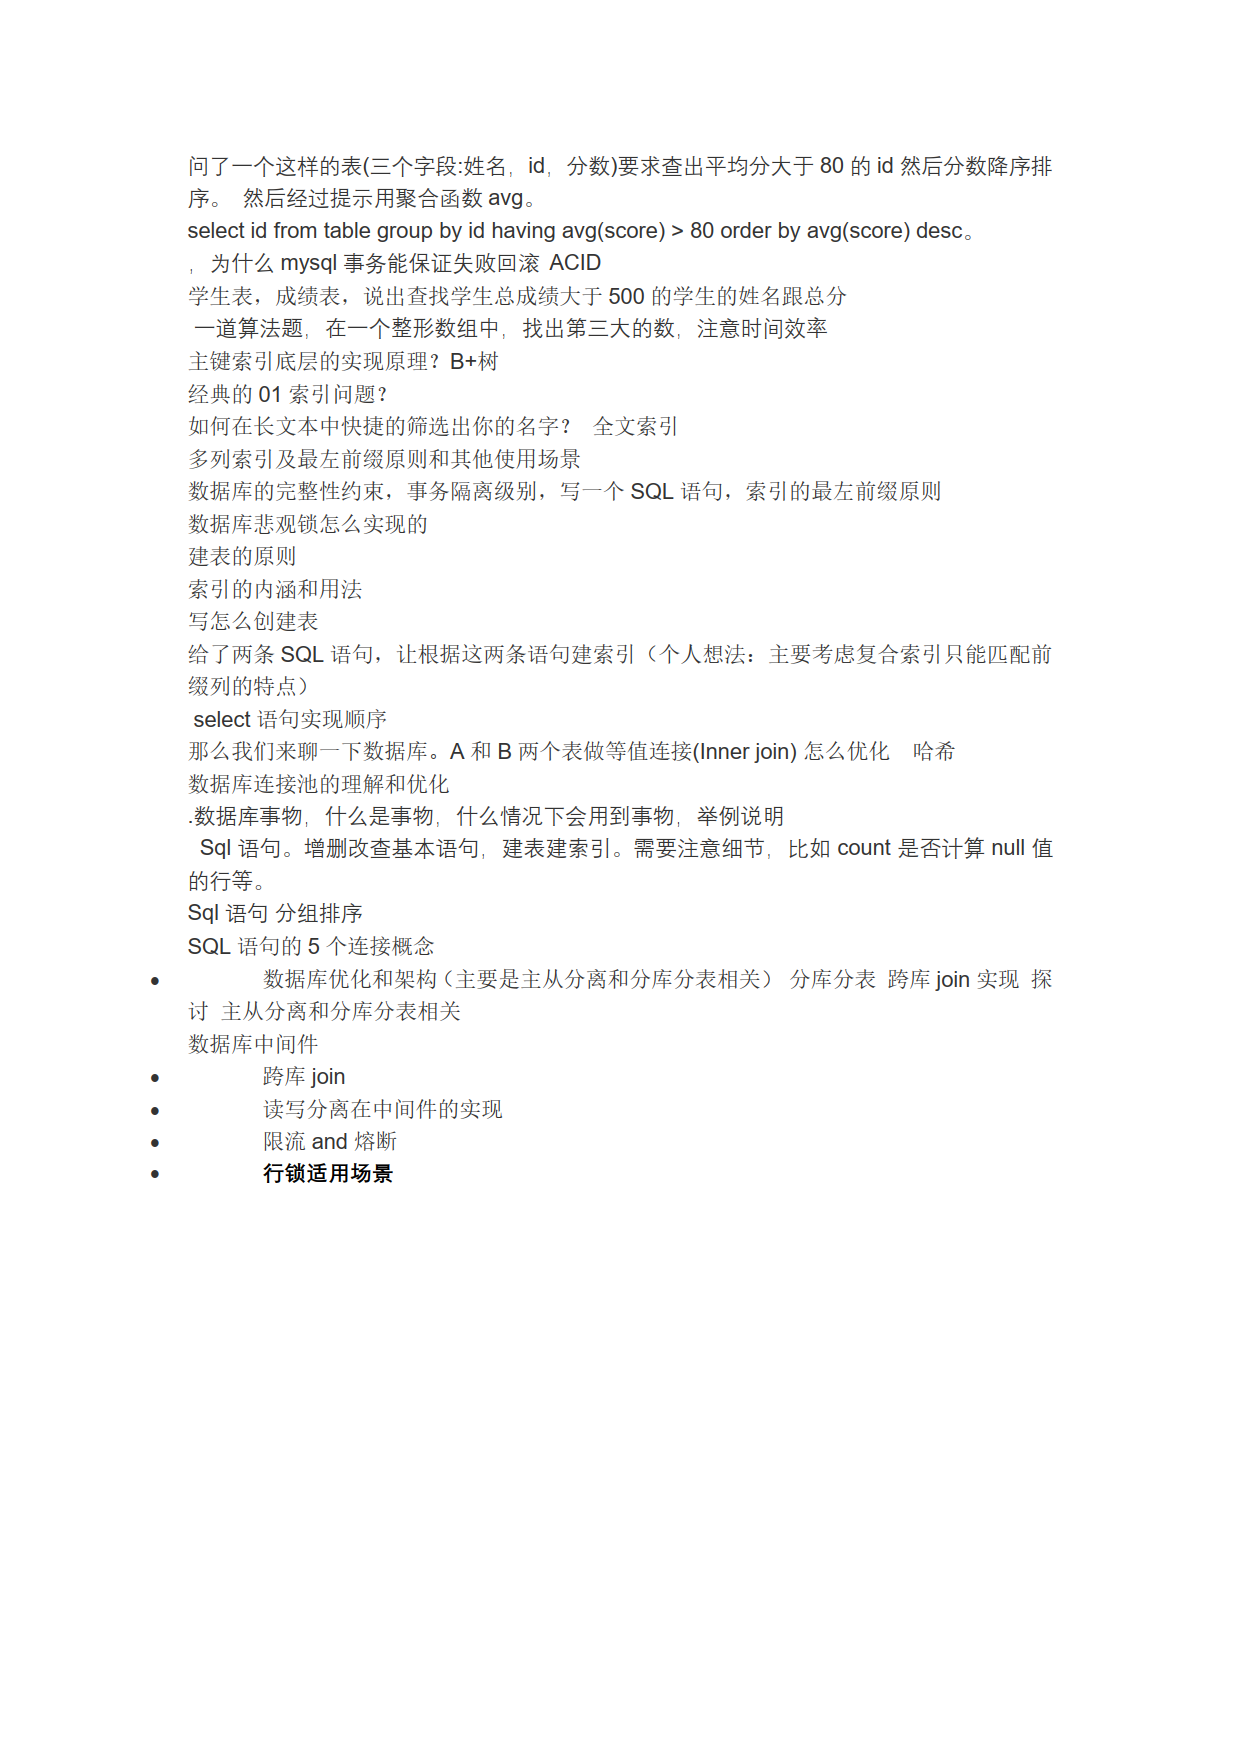 问了一个这样的表(三个字段:姓名，id，分数)要求查出平均分大于 80 的 id 然后分数降序排
序。 然后经过提示用聚合函数 avg。
select id from table group by id having avg(score) > 80 order by avg(score) desc。
，为什么 mysql 事务能保证失败回滚 ACID
学生表，成绩表，说出查找学生总成绩大于 500 的学生的姓名跟总分
一道算法题，在一个整形数组中，找出第三大的数，注意时间效率
主键索引底层的实现原理？B+树
经典的 01 索引问题？
如何在长文本中快捷的筛选出你的名字？ 全文索引
多列索引及最左前缀原则和其他使用场景
数据库的完整性约束，事务隔离级别，写一个 SQL 语句，索引的最左前缀原则
数据库悲观锁怎么实现的
建表的原则
索引的内涵和用法
写怎么创建表
给了两条 SQL 语句，让根据这两条语句建索引（个人想法：主要考虑复合索引只能匹配前
缀列的特点）
select 语句实现顺序
那么我们来聊一下数据库。A 和 B 两个表做等值连接(Inner join) 怎么优化 哈希
数据库连接池的理解和优化
.数据库事物，什么是事物，什么情况下会用到事物，举例说明
Sql 语句。增删改查基本语句，建表建索引。需要注意细节，比如 count 是否计算 null 值
的行等。
Sql 语句 分组排序
SQL 语句的 5 个连接概念
• 数据库优化和架构（主要是主从分离和分库分表相关） 分库分表 跨库 join 实现 探
讨 主从分离和分库分表相关
数据库中间件
• 跨库 join
• 读写分离在中间件的实现
• 限流 and 熔断
• 行锁适用场景